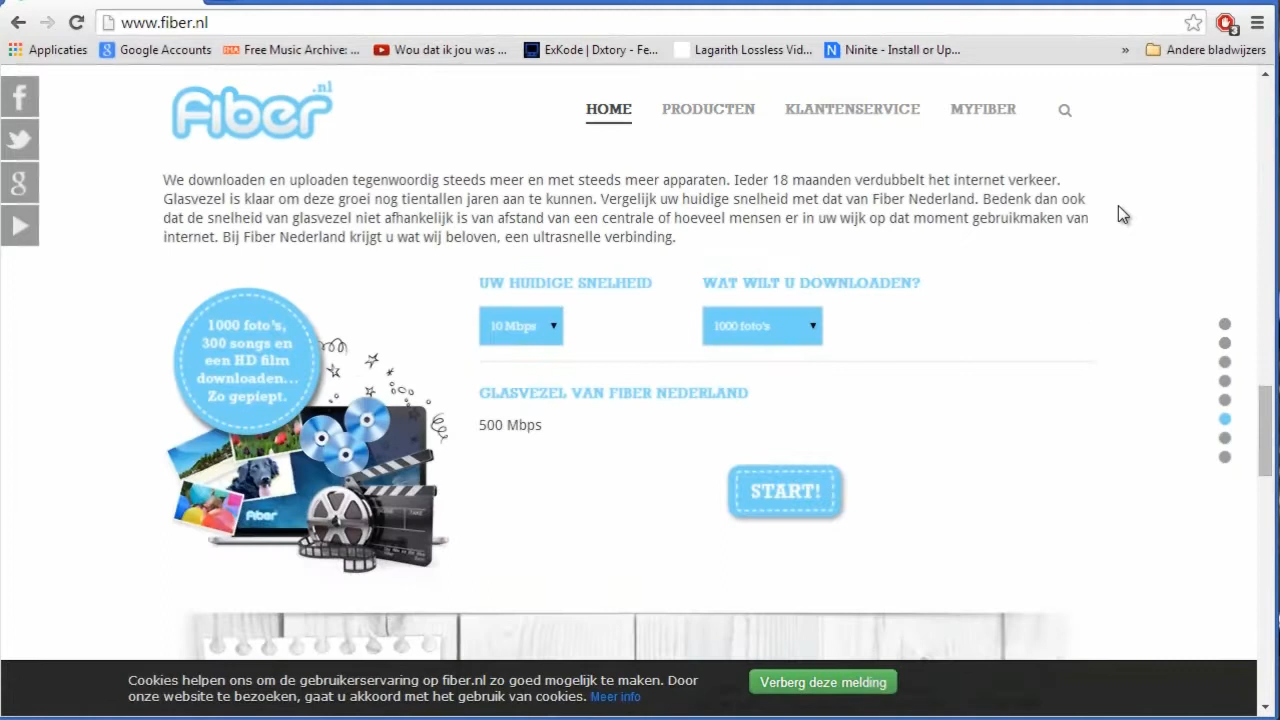 www.fiber.nl
Applicaties
Google Accounts
Free Music Archive: ...
Wou dat ik jou was ...
ExKode | Dxtory - Fe...
Lagarith Lossless Vid...
Ninite - Install or Up...
»
Andere bladwijzers
fiber.nl
HOME
PRODUCTEN
KLANTENSERVICE
MYFIBER
We downloaden en uploaden tegenwoordig steeds meer en met steeds meer apparaten. Ieder 18 maanden verdubbelt het internet verkeer.
Glasvezel is klaar om deze groei nog tientallen jaren aan te kunnen. Vergelijk uw huidige snelheid met dat van Fiber Nederland. Bedenk dan ook
dat de snelheid van glasvezel niet afhankelijk is van afstand van een centrale of hoeveel mensen er in uw wijk op dat moment gebruikmaken van
internet. Bij Fiber Nederland krijgt u wat wij beloven, een ultrasnelle verbinding.
1000 foto's,
300 songs en
een HD film
downloaden...
Zo gepiept.
fiber
UW HUIDIGE SNELHEID
WAT WILT U DOWNLOADEN?
10 Mbps
1000 foto's
GLASVEZEL VAN FIBER NEDERLAND
500 Mbps
START!
Cookies helpen ons om de gebruikerservaring op fiber.nl zo goed mogelijk te maken. Door
onze website te bezoeken, gaat u akkoord met het gebruik van cookies. Meer info
Verberg deze melding